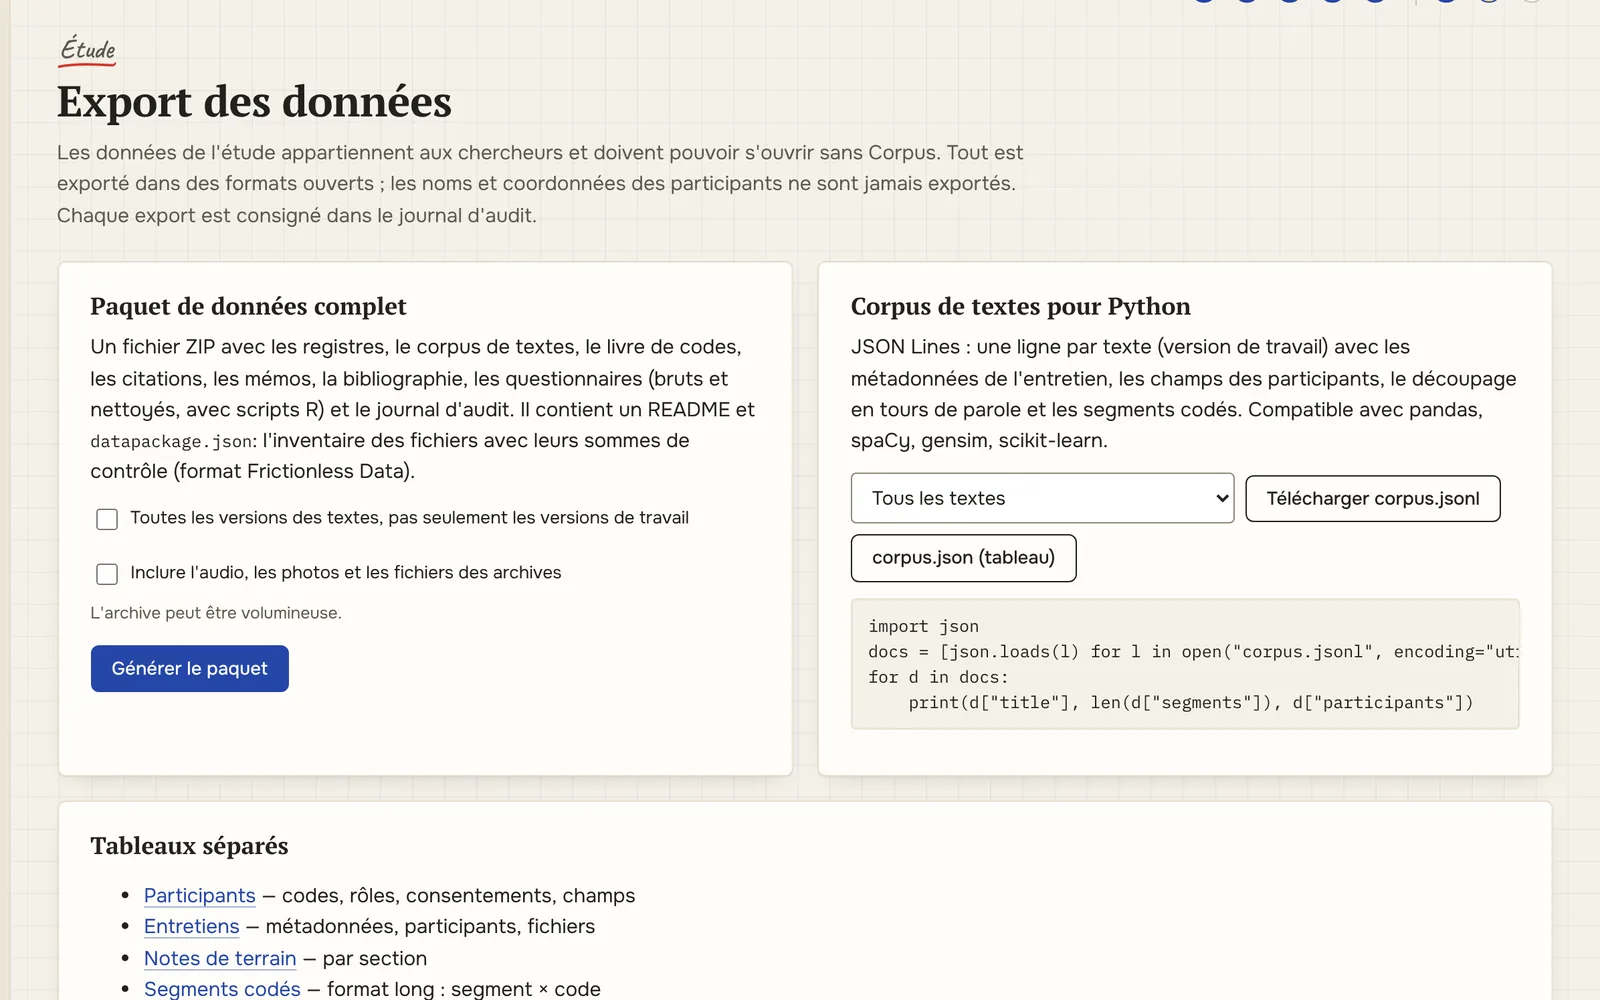 Étude
Export des données
Les données de l'étude appartiennent aux chercheurs et doivent pouvoir s'ouvrir sans Corpus. Tout est
exporté dans des formats ouverts ; les noms et coordonnées des participants ne sont jamais exportés.
Chaque export est consigné dans le journal d'audit.
Paquet de données complet
Un fichier ZIP avec les registres, le corpus de textes, le livre de codes,
les citations, les mémos, la bibliographie, les questionnaires (bruts et
nettoyés, avec scripts R) et le journal d'audit. Il contient un README et
datapackage.json: l'inventaire des fichiers avec leurs sommes de
contrôle (format Frictionless Data).
Toutes les versions des textes, pas seulement les versions de travail
Inclure l'audio, les photos et les fichiers des archives
L'archive peut être volumineuse.
Générer le paquet
Corpus de textes pour Python
JSON Lines : une ligne par texte (version de travail) avec les
métadonnées de l'entretien, les champs des participants, le découpage
en tours de parole et les segments codés. Compatible avec pandas,
spaCy, gensim, scikit-learn.
Tous les textes
Télécharger corpus.jsonl
corpus.json (tableau)
import json
docs = [json.loads(l) for l in open("corpus.jsonl", encoding="ut
for d in docs:
    print(d["title"], len(d["segments"]), d["participants"])
Tableaux séparés
• Participants — codes, rôles, consentements, champs
• Entretiens — métadonnées, participants, fichiers
• Notes de terrain — par section
• Segments codés — format long : segment × code